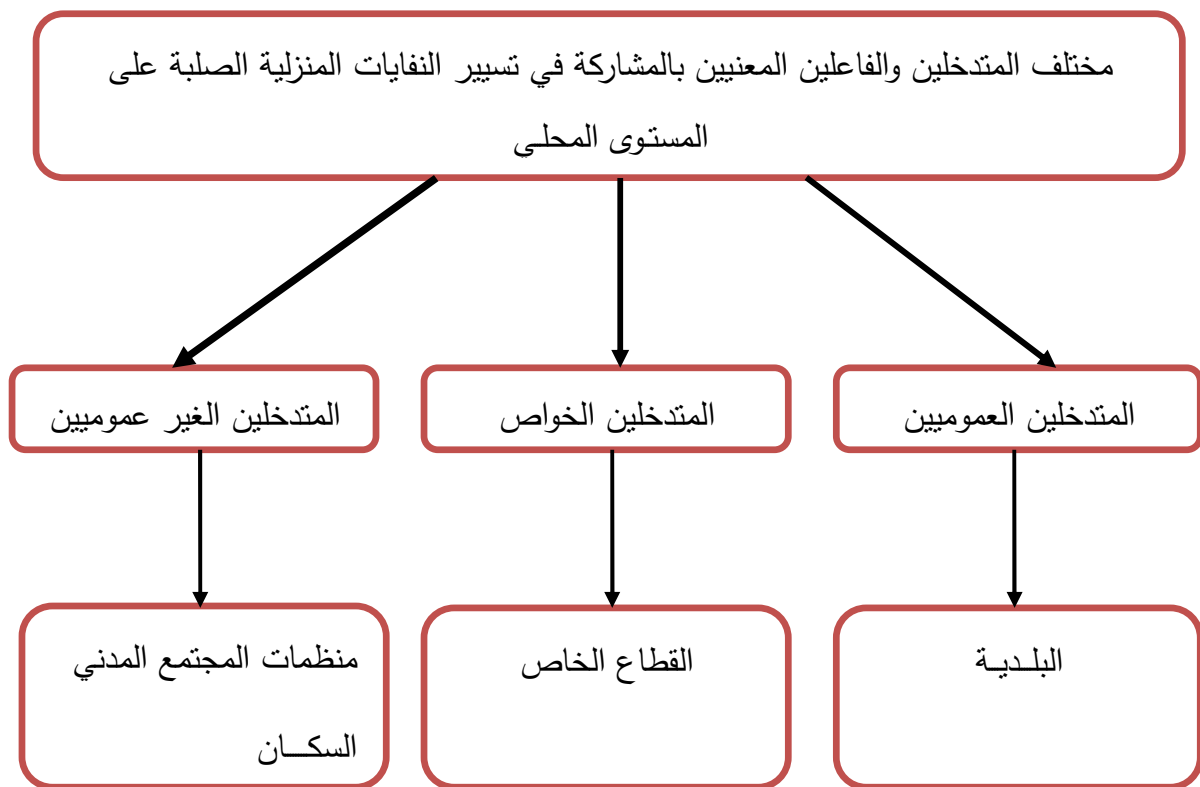 مختلف المتدخلين والفاعلين المعنيين بالمشاركة في تسيير النفايات المنزلية الصلبة على
المستوى المحلي
المتدخلين العموميين
المتدخلين الخواص
المتدخلين الغير عموميين
البلـديـة
القطاع الخاص
منظمات المجتمع المدني
السكـــان